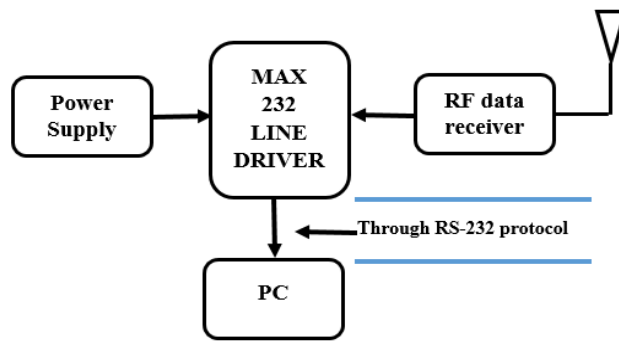 Power
Supply
MAX
232
LINE
DRIVER
RF data
receiver
Through RS-232 protocol
PC